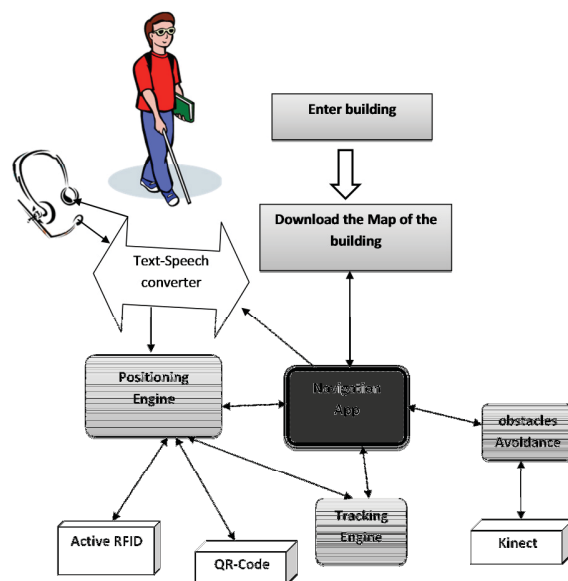 Enter building
Download the Map of the
building
Text-Speech
converter
Positioning
Engine
Navigation
App
obstacles
Avoidance
Tracking
Engine
Active RFID
QR-Code
Kinect